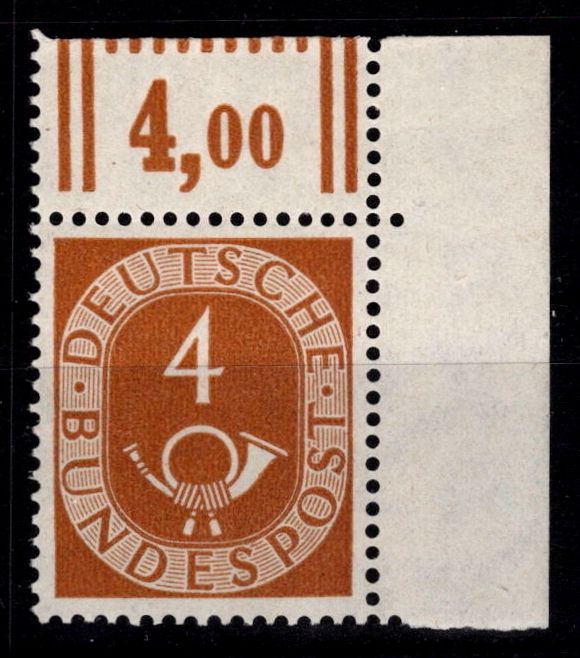 4,00
DEUTSCHE
4
· BUNDESPOST ·